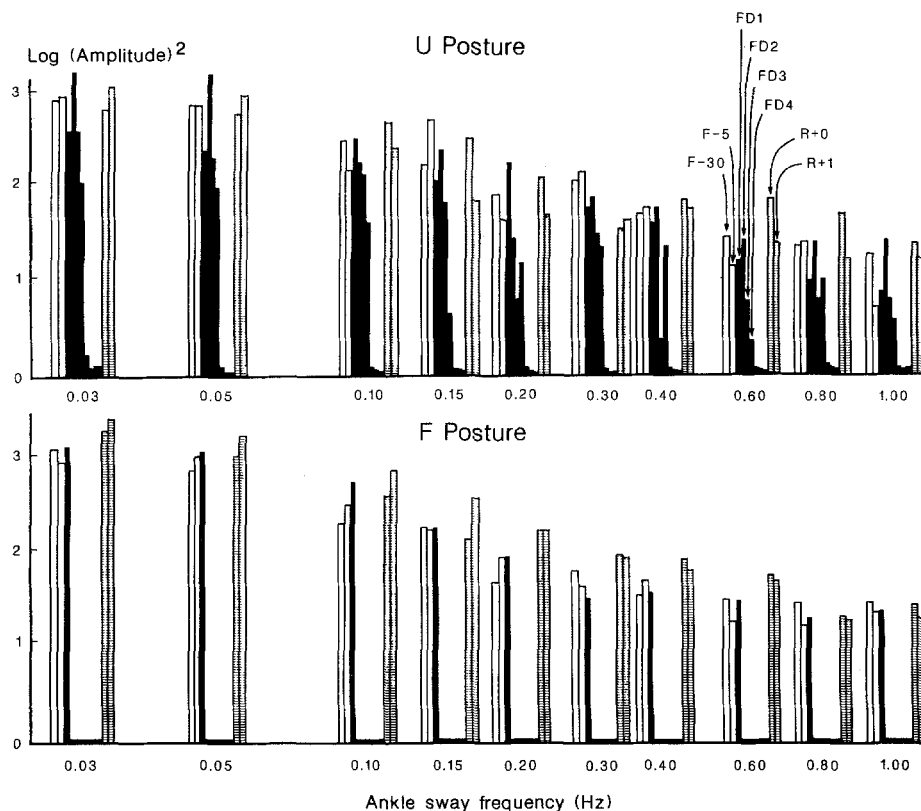 Log (Amplitude)2
U Posture
FD1
FD2
FD3
FD4
F-5
F-30
R+0
R+1
3
2
1
0
0.03 0.05 0.10 0.15 0.20 0.30 0.40 0.60 0.80 1.00
F Posture
3
2
1
0
0.03 0.05 0.10 0.15 0.20 0.30 0.40 0.60 0.80 1.00
Ankle sway frequency (Hz)